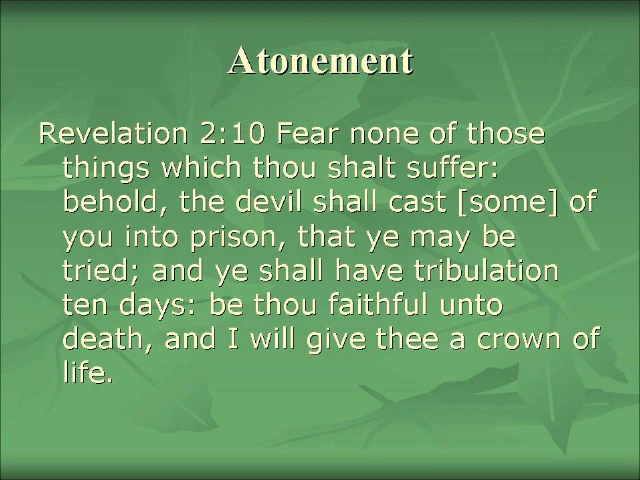 Atonement
Revelation 2:10 Fear none of those
things which thou shalt suffer:
behold, the devil shall cast [some] of
you into prison, that ye may be
tried; and ye shall have tribulation
ten days: be thou faithful unto
death, and I will give thee a crown of
life.